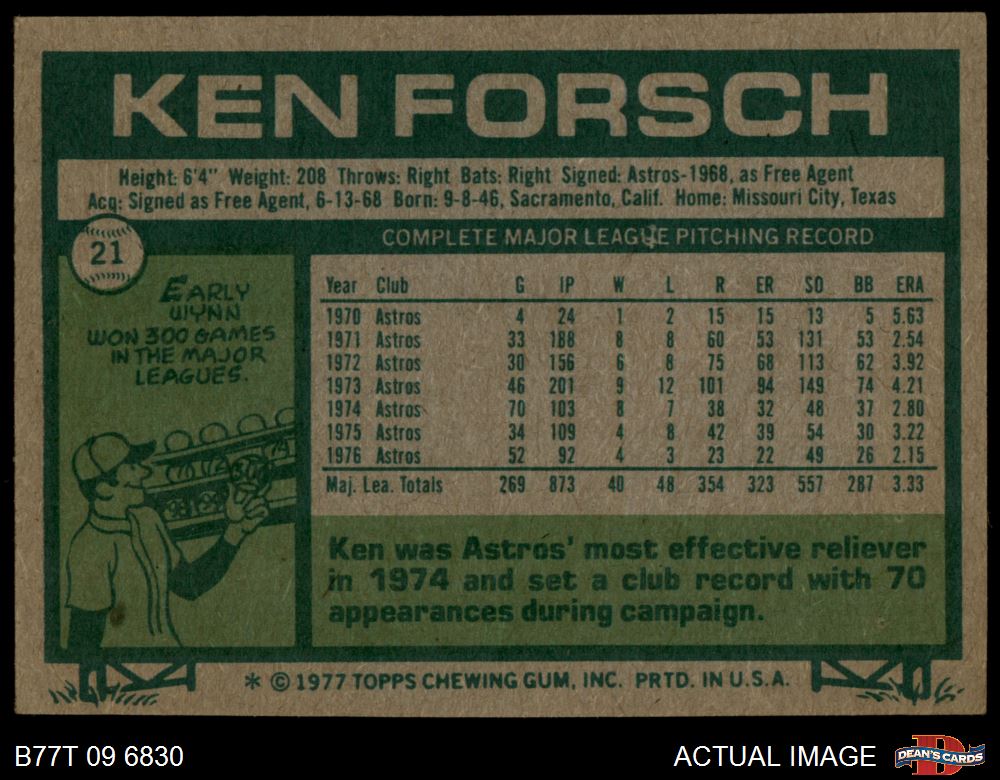 KEN FORSCH
Height: 6'4" Weight: 208 Throws: Right Bats: Right Signed: Astros-1968, as Free Agent
Acq: Signed as Free Agent, 6-13-68 Born: 9-8-46, Sacramento, Calif. Home: Missouri City, Texas
21
COMPLETE MAJOR LEAGUE PITCHING RECORD
EARLY
WYNN
WON 300 GAMES
IN THE MAJOR
LEAGUES.
Year Club G IP W L R ER SO BB ERA
1970 Astros 4 24 1 2 15 15 13 5 5.63
1971 Astros 33 188 8 8 60 53 131 53 2.54
1972 Astros 30 156 6 8 75 68 113 62 3.92
1973 Astros 46 201 9 12 101 94 149 74 4.21
1974 Astros 70 103 8 7 38 32 48 37 2.80
1975 Astros 34 109 4 8 42 39 54 30 3.22
1976 Astros 52 92 4 3 23 22 49 26 2.15
Maj. Lea. Totals 269 873 40 48 354 323 557 287 3.33
Ken was Astros' most effective reliever
in 1974 and set a club record with 70
appearances during campaign.
* © 1977 TOPPS CHEWING GUM, INC. PRTD. IN U.S.A.
B77T 09 6830
ACTUAL IMAGE
D
DEAN'S CARDS